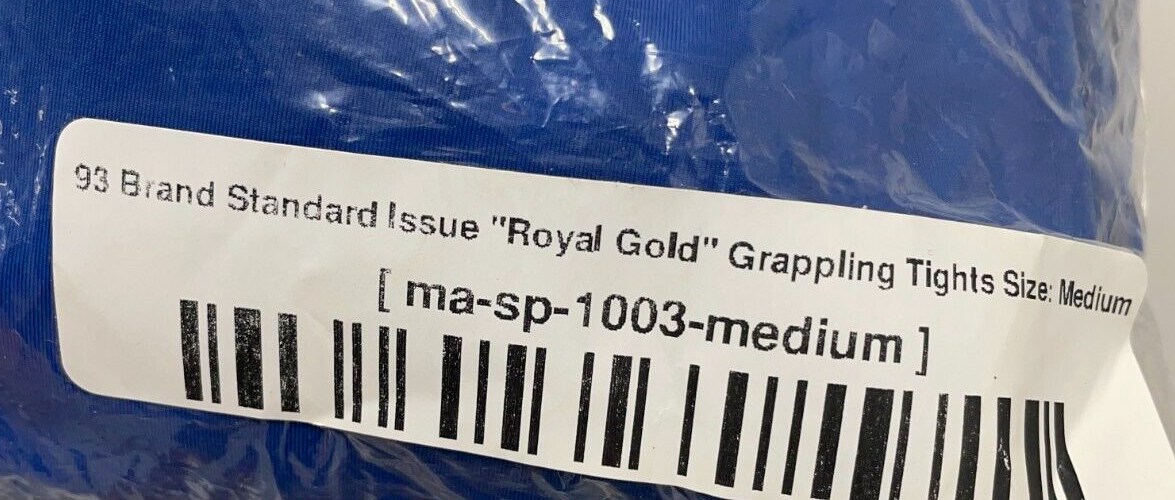 93 Brand Standard Issue "Royal Gold" Grappling Tights Size: Medium
[ ma-sp-1003-medium ]